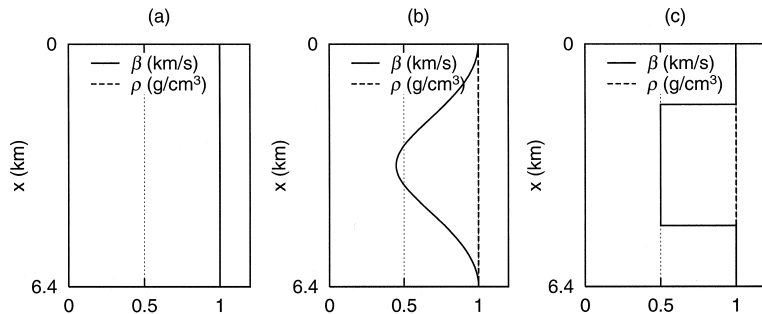 (a)
0
β (km/s)
ρ (g/cm³)
x (km)
6.4
0
0.5
1
(b)
0
β (km/s)
ρ (g/cm³)
x (km)
6.4
0
0.5
1
(c)
0
β (km/s)
ρ (g/cm³)
x (km)
6.4
0
0.5
1